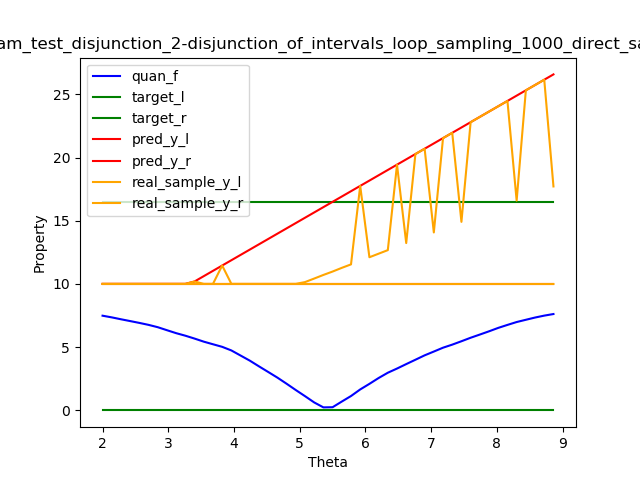 am_test_disjunction_2-disjunction_of_intervals_loop_sampling_1000_direct_sa
quan_f
target_l
target_r
pred_y_l
pred_y_r
real_sample_y_l
real_sample_y_r
Property
25
20
15
10
5
0
2 3 4 5 6 7 8 9
Theta